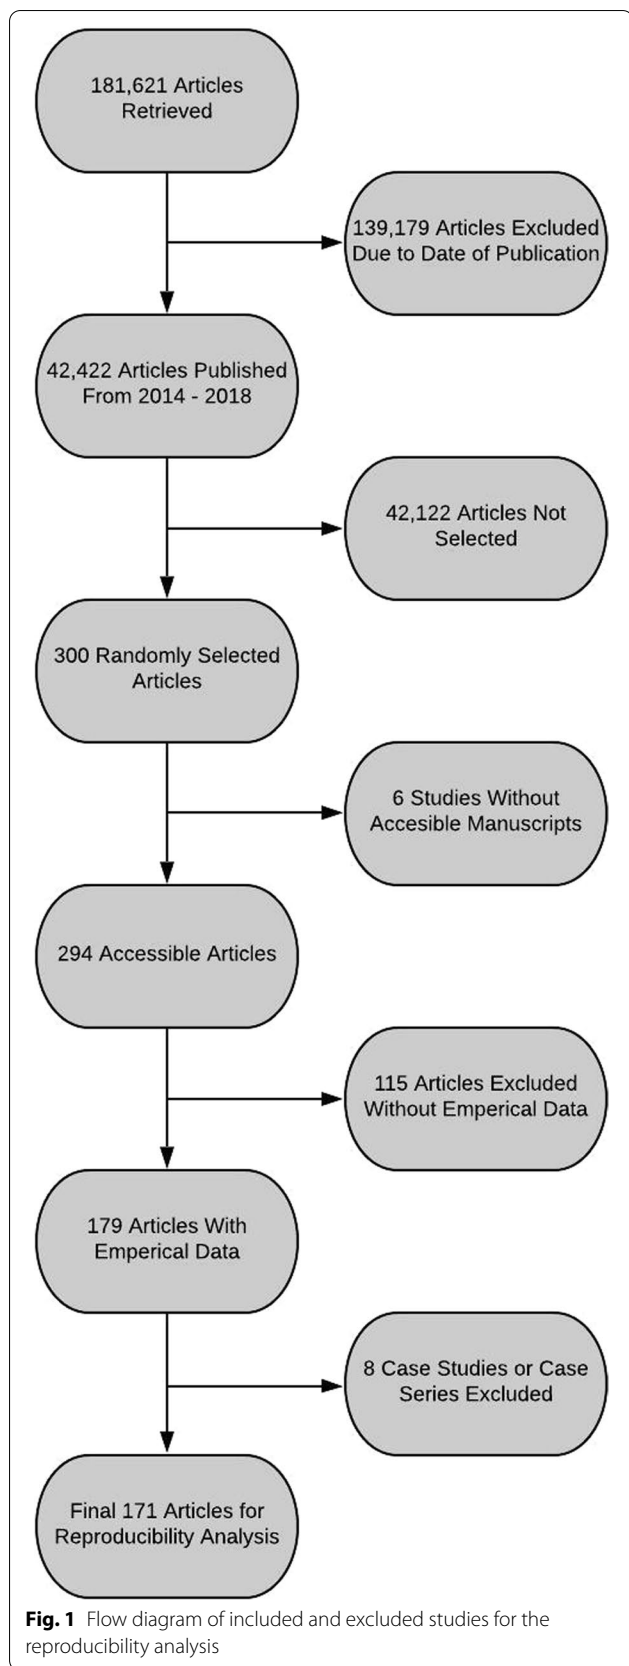 181,621 Articles
Retrieved
139,179 Articles Excluded
Due to Date of Publication
42,422 Articles Published
From 2014 - 2018
42,122 Articles Not
Selected
300 Randomly Selected
Articles
6 Studies Without
Accesible Manuscripts
294 Accessible Articles
115 Articles Excluded
Without Emperical Data
179 Articles With
Emperical Data
8 Case Studies or Case
Series Excluded
Final 171 Articles for
Reproducibility Analysis
Fig. 1 Flow diagram of included and excluded studies for the
reproducibility analysis